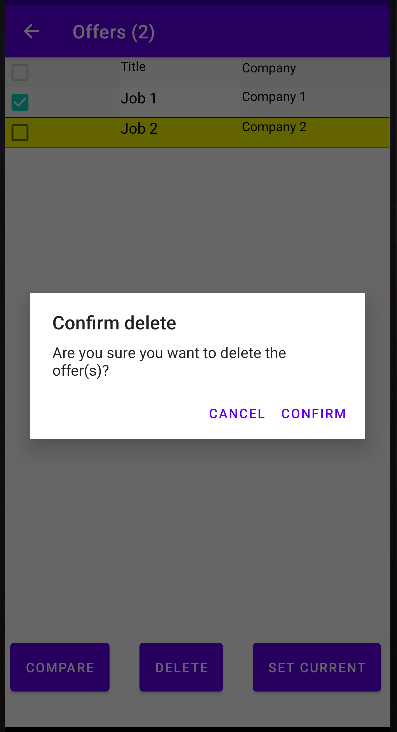 Offers (2)
Title Company
Job 1 Company 1
Job 2 Company 2
Confirm delete
Are you sure you want to delete the
offer(s)?
CANCEL CONFIRM
COMPARE DELETE SET CURRENT